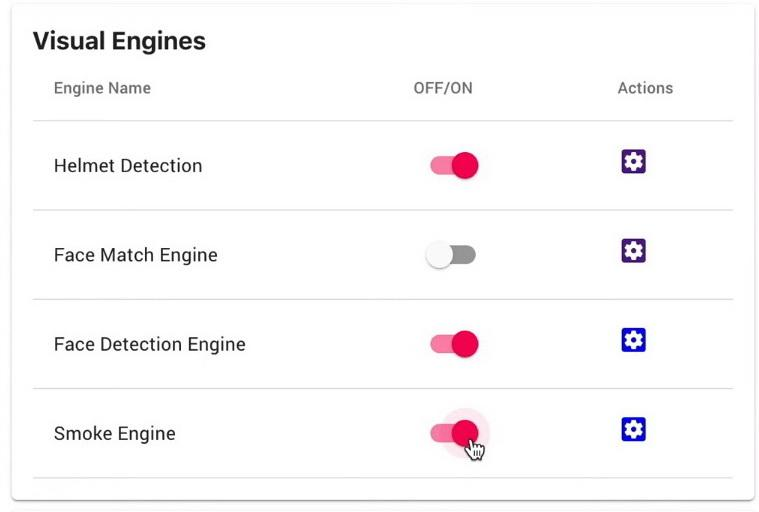 Visual Engines
Engine Name OFF/ON Actions
Helmet Detection
Face Match Engine
Face Detection Engine
Smoke Engine